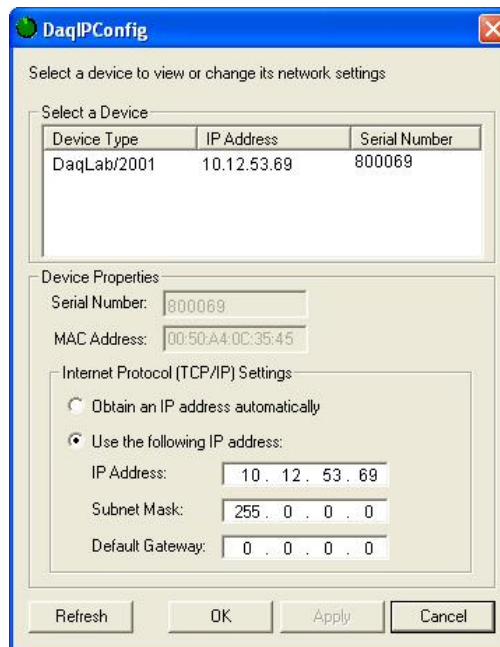 DaqIPConfig
Select a device to view or change its network settings
Select a Device
Device Type IP Address Serial Number
DaqLab/2001 10.12.53.69 800069
Device Properties
Serial Number: 800069
MAC Address: 00:50:A4:0C:35:45
Internet Protocol (TCP/IP) Settings
Obtain an IP address automatically
Use the following IP address:
IP Address: 10 . 12 . 53 . 69
Subnet Mask: 255 . 0 . 0 . 0
Default Gateway: 0 . 0 . 0 . 0
Refresh OK Apply Cancel